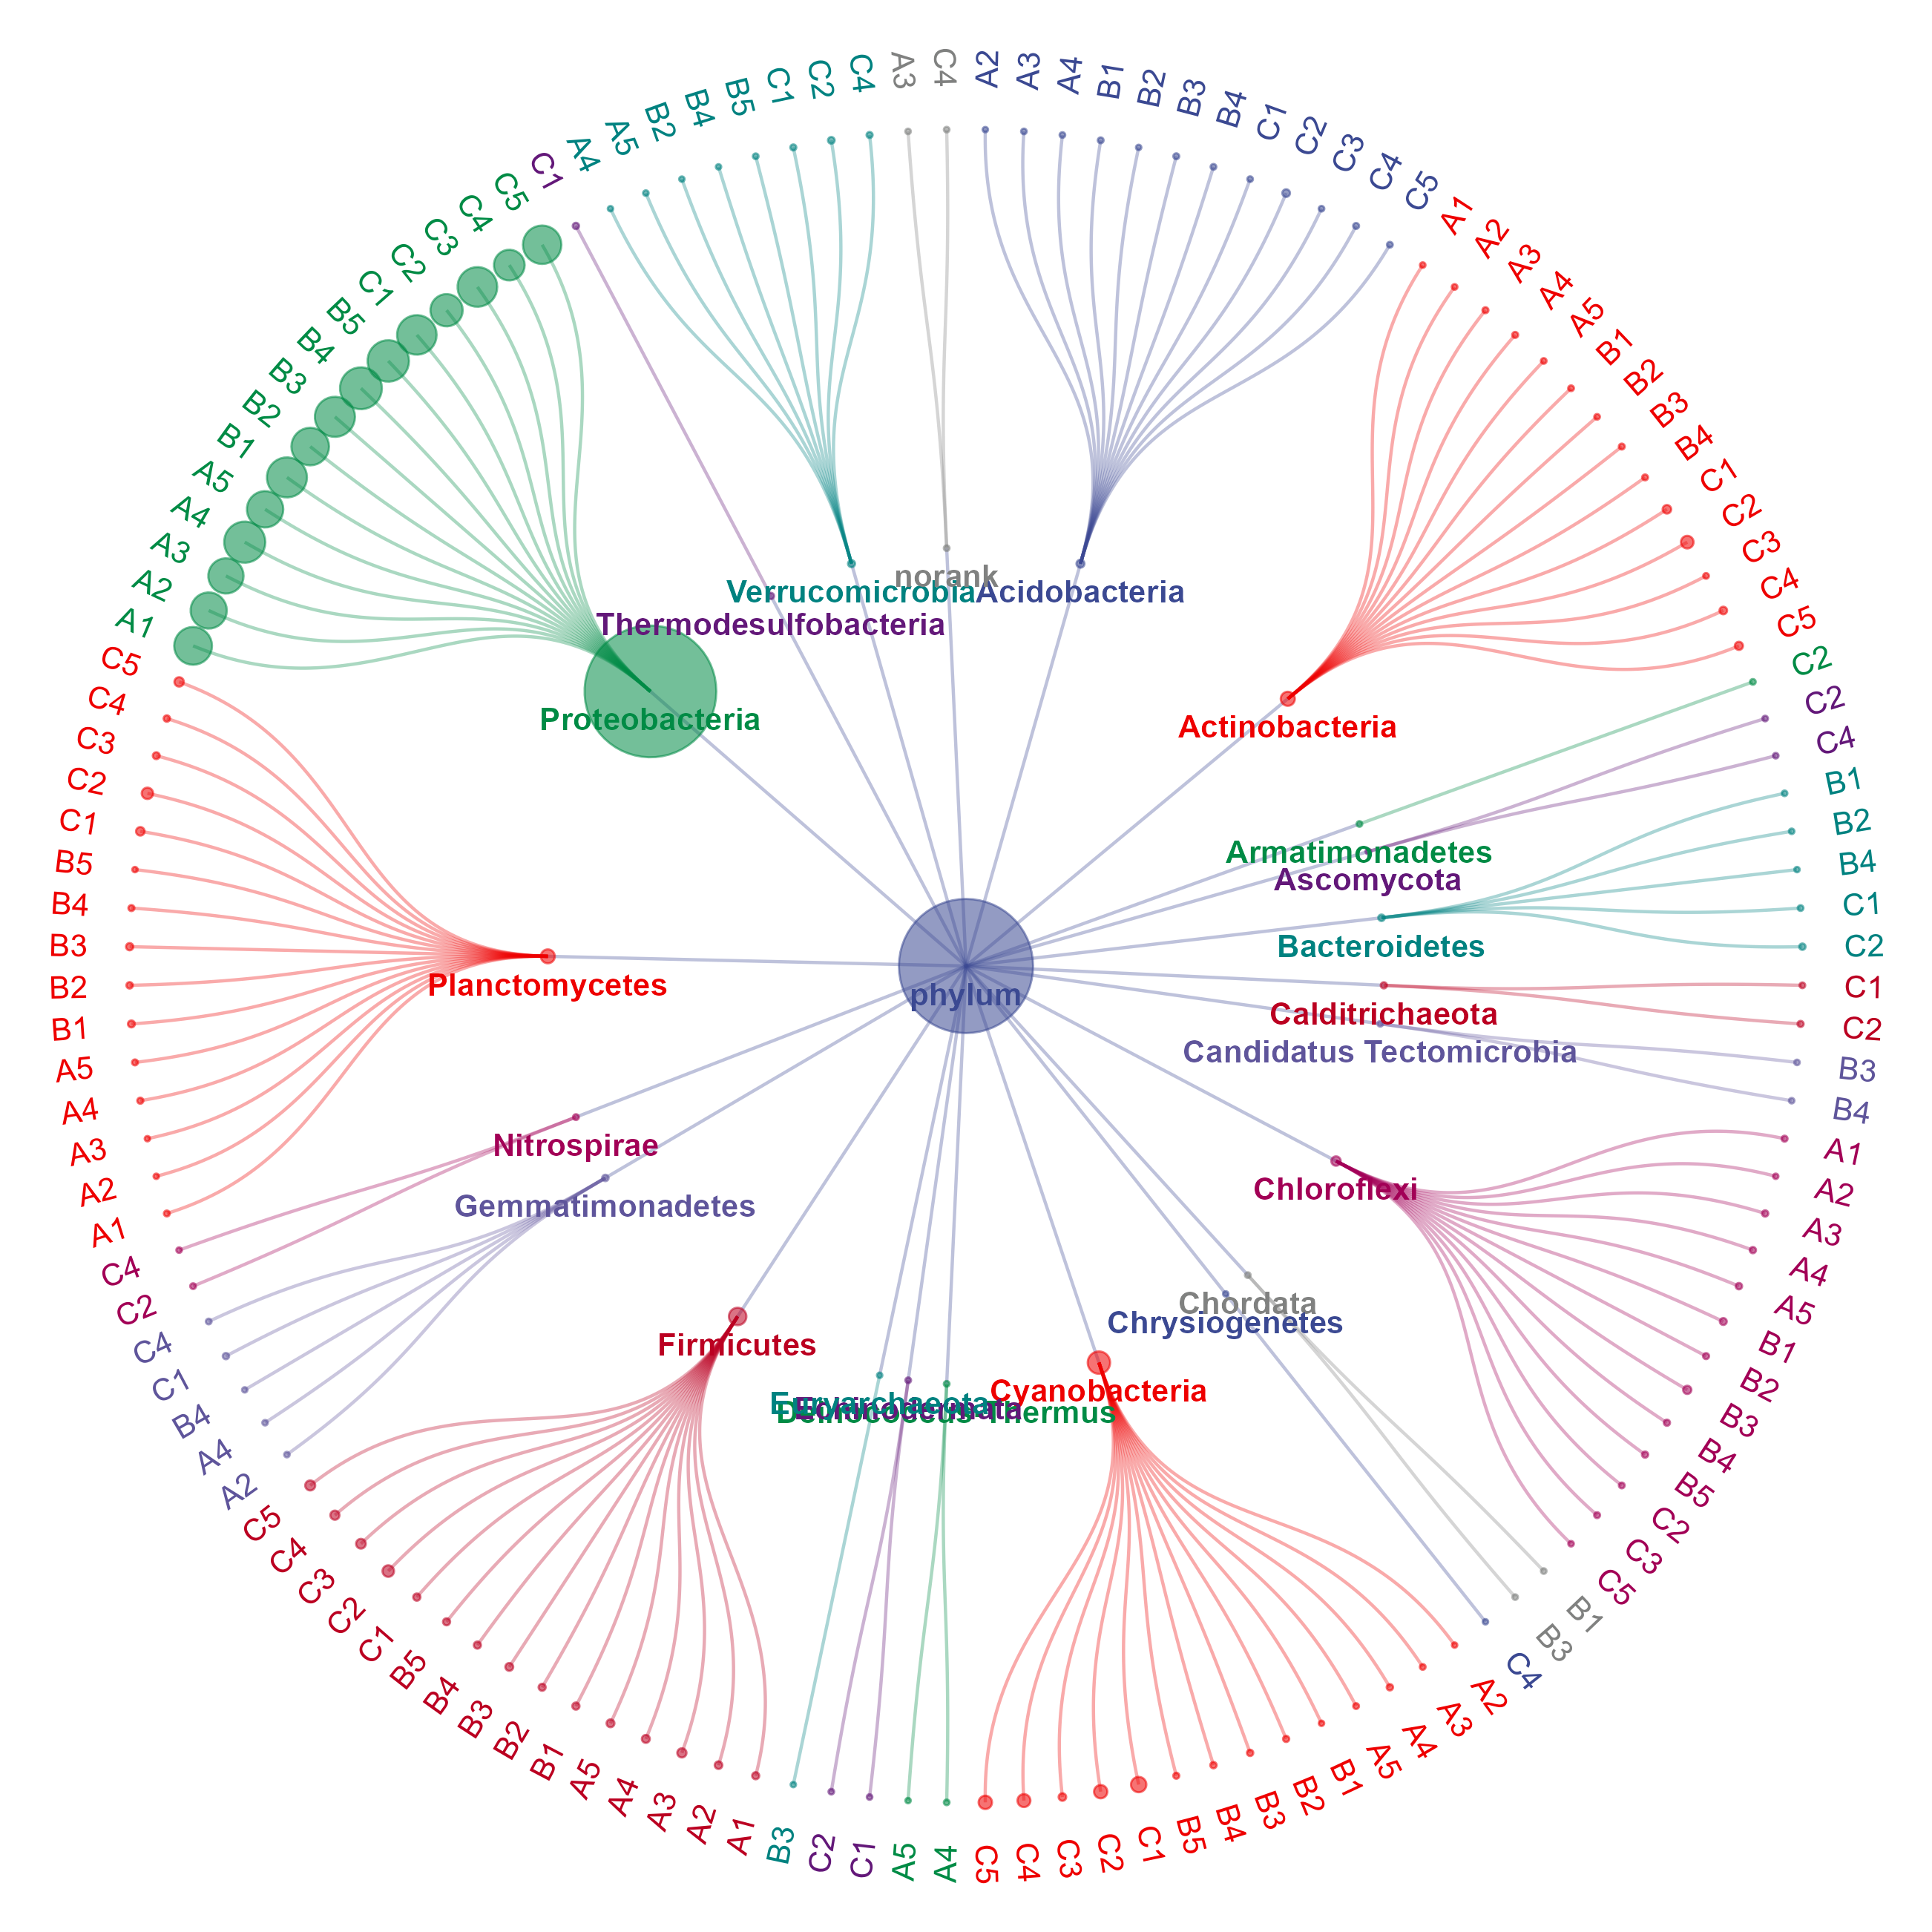 A2
A3
A4
B1
B2
B3
B4
C1
C2
C3
C4
C5
A1
A2
A3
A4
A5
B1
B2
B3
B4
C1
C2
C3
C4
C5
C2
C2
C4
B1
B2
B4
C1
C2
C1
C2
B3
B4
A1
A2
A3
A4
A5
B1
B2
B3
B4
B5
C2
C3
C5
B1
B3
C4
A2
A3
A4
A5
B1
B2
B3
B4
B5
C1
C2
C3
C4
C5
A4
A5
C1
C2
B3
A1
A2
A3
A4
A5
B1
B2
B3
B4
B5
C1
C2
C3
C4
C5
A2
A4
B4
C1
C4
C2
C4
A1
A2
A3
A4
A5
B1
B2
B3
B4
B5
C1
C2
C3
C4
C5
A1
A2
A3
A4
A5
B1
B2
B3
B4
B5
C1
C2
C3
C4
C5
C1
A4
A5
B2
B4
B5
C1
C2
C4
A3
C4
norank
Verrucomicrobia
Acidobacteria
Thermodesulfobacteria
Proteobacteria
Actinobacteria
Armatimonadetes
Ascomycota
Bacteroidetes
Planctomycetes
phylum
Calditrichaeota
Candidatus Tectomicrobia
Nitrospirae
Chloroflexi
Gemmatimonadetes
Chordata
Chrysiogenetes
Firmicutes
Cyanobacteria
Euryarchaeota
Echinodermata
Deinococcus-Thermus